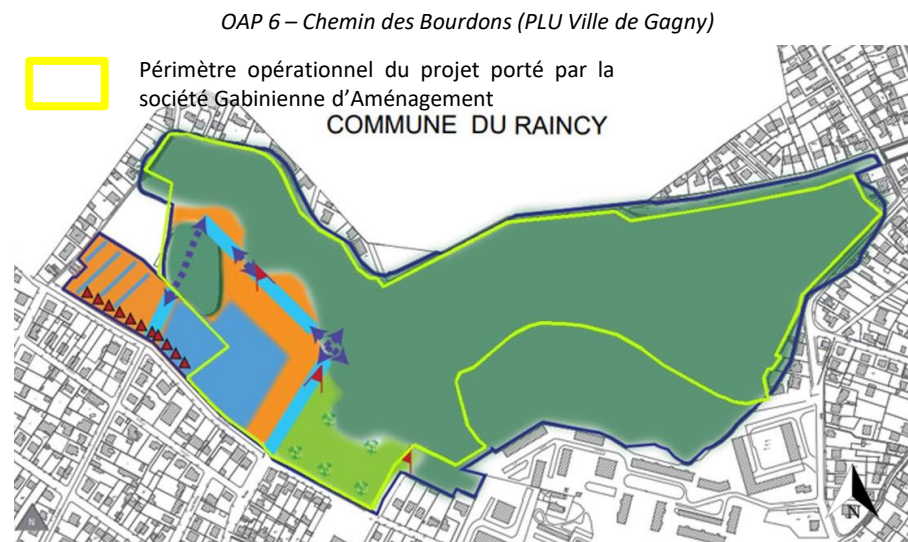 OAP 6 – Chemin des Bourdons (PLU Ville de Gagny)
Périmètre opérationnel du projet porté par la
société Gabinienne d’Aménagement
COMMUNE DU RAINCY
N
N